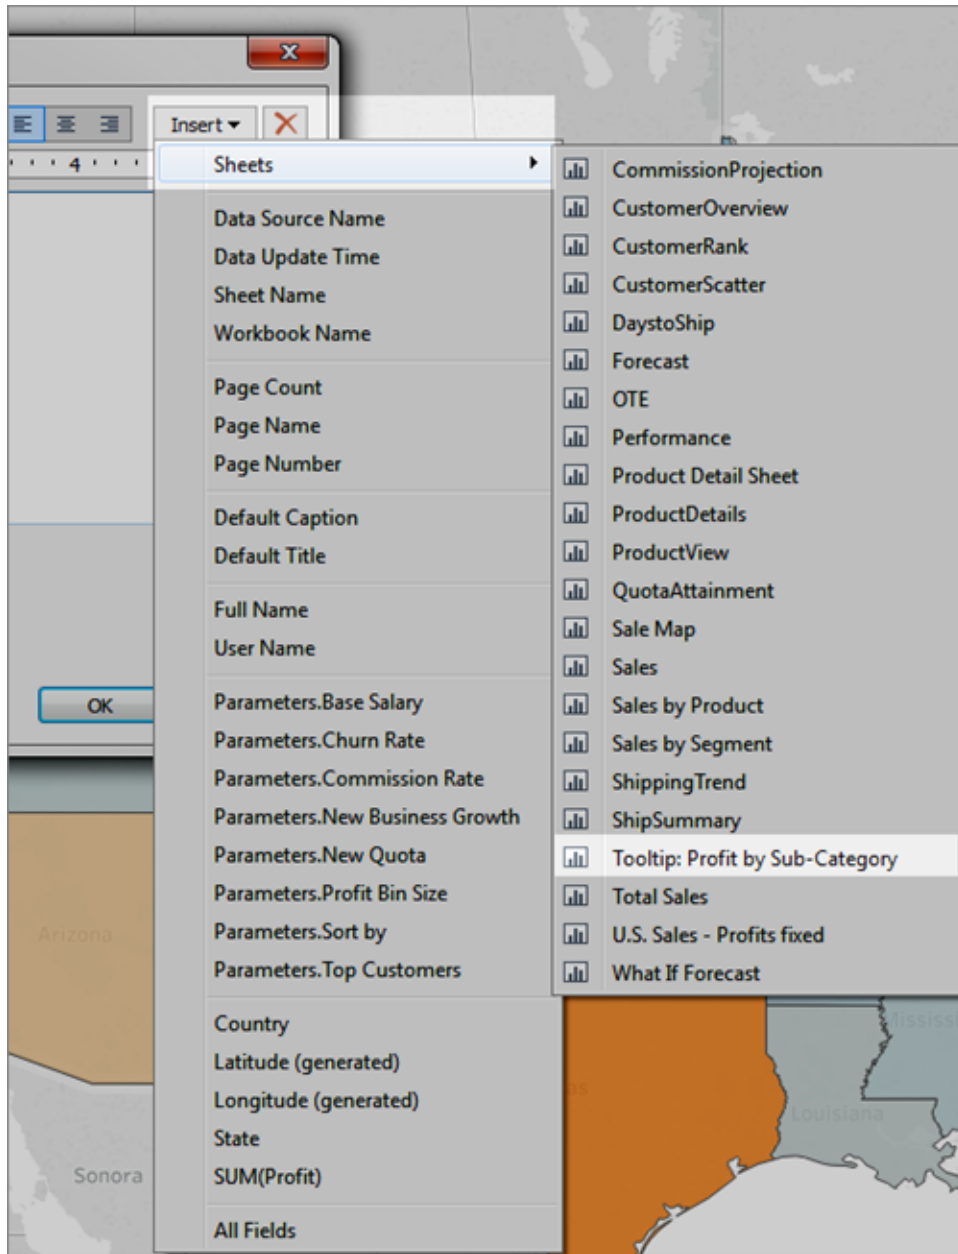 Insert
4
Sheets
Data Source Name
Data Update Time
Sheet Name
Workbook Name
Page Count
Page Name
Page Number
Default Caption
Default Title
Full Name
User Name
OK
Parameters.Base Salary
Parameters.Churn Rate
Parameters.Commission Rate
Parameters.New Business Growth
Parameters.New Quota
Parameters.Profit Bin Size
Parameters.Sort by
Parameters.Top Customers
Country
Latitude (generated)
Longitude (generated)
State
SUM(Profit)
All Fields
CommissionProjection
CustomerOverview
CustomerRank
CustomerScatter
DaystoShip
Forecast
OTE
Performance
Product Detail Sheet
ProductDetails
ProductView
QuotaAttainment
Sale Map
Sales
Sales by Product
Sales by Segment
ShippingTrend
ShipSummary
Tooltip: Profit by Sub-Category
Total Sales
U.S. Sales - Profits fixed
What If Forecast
Arizona
Sonora
as
Mississ
Louisiana